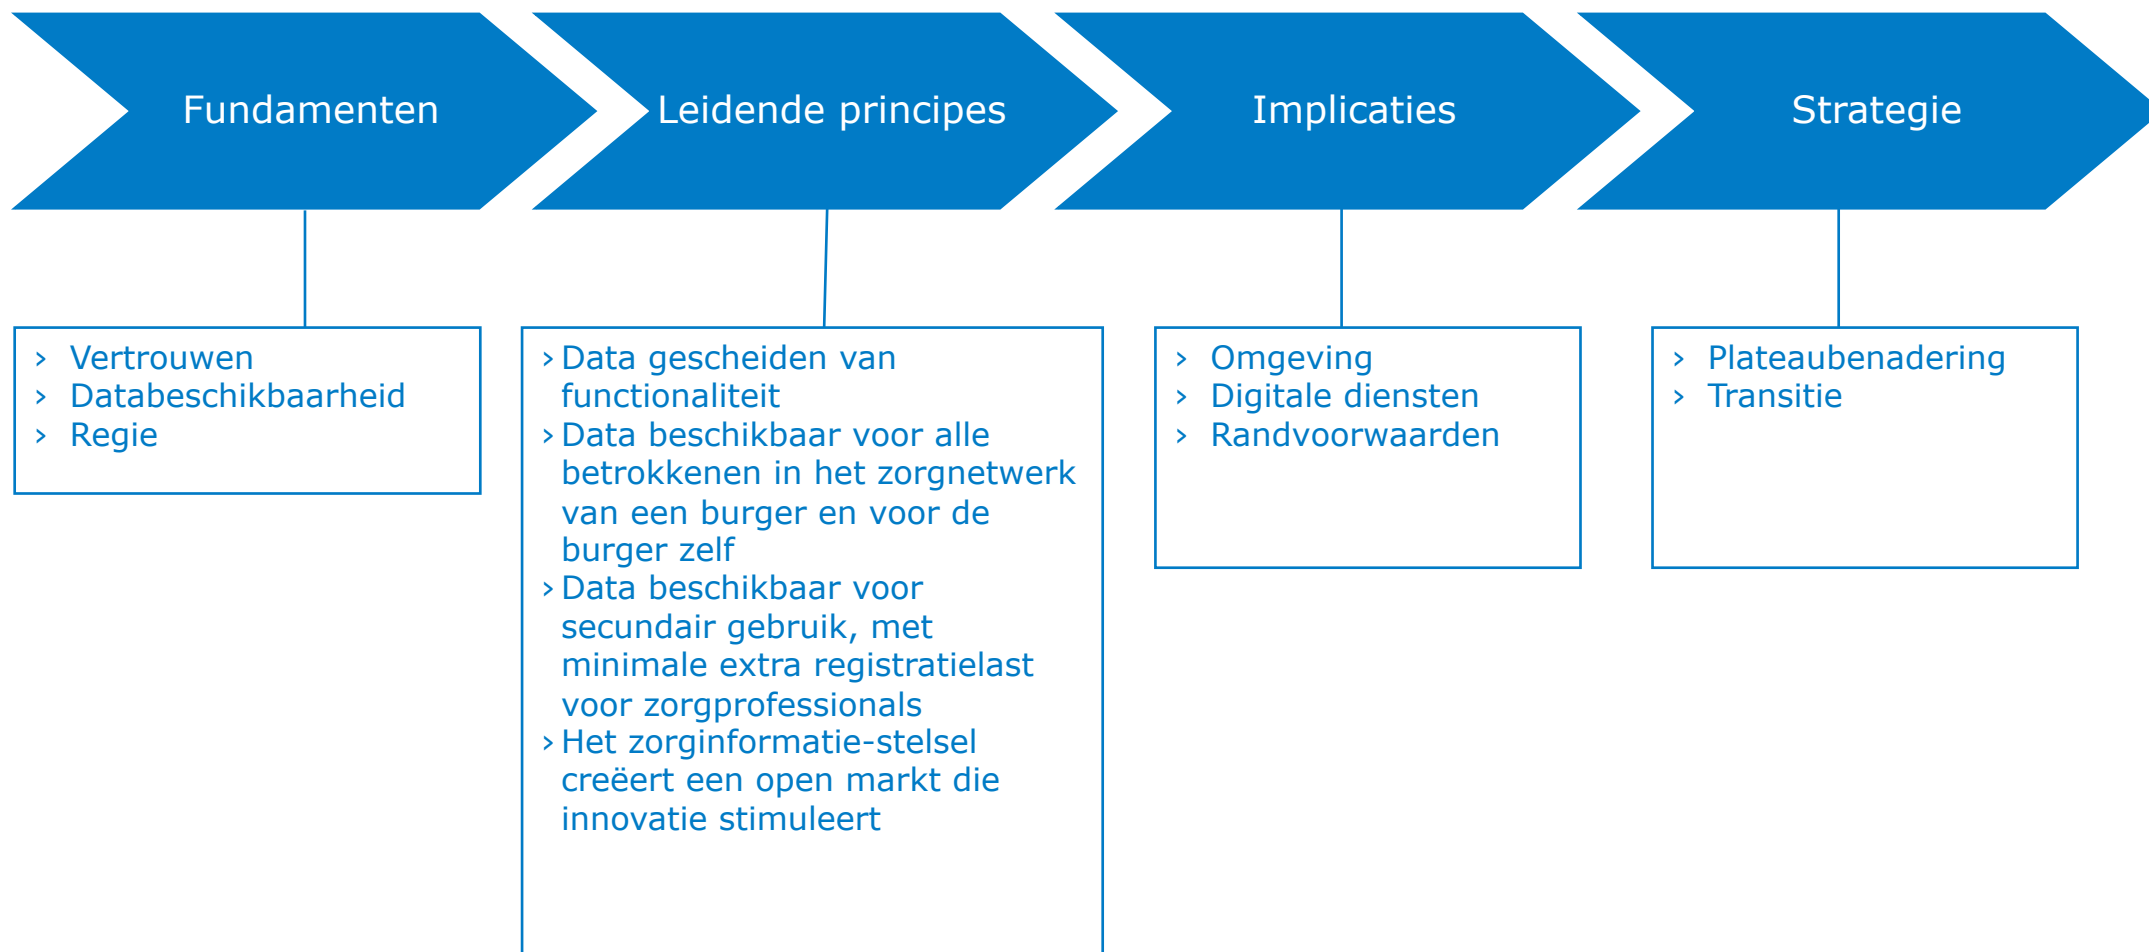 Fundamenten
Leidende principes
Implicaties
Strategie
› Vertrouwen
› Databeschikbaarheid
› Regie
› Data gescheiden van
functionaliteit
› Data beschikbaar voor alle
betrokkenen in het zorgnetwerk
van een burger en voor de
burger zelf
› Data beschikbaar voor
secundair gebruik, met
minimale extra registratielast
voor zorgprofessionals
› Het zorginformatie-stelsel
creëert een open markt die
innovatie stimuleert
› Omgeving
› Digitale diensten
› Randvoorwaarden
› Plateaubenadering
› Transitie